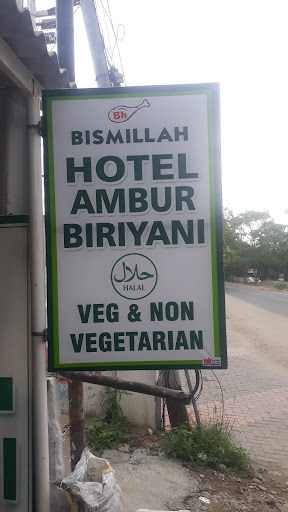 Bh
BISMILLAH
HOTEL
AMBUR
BIRIYANI
حلال
HALAL
VEG & NON
VEGETARIAN